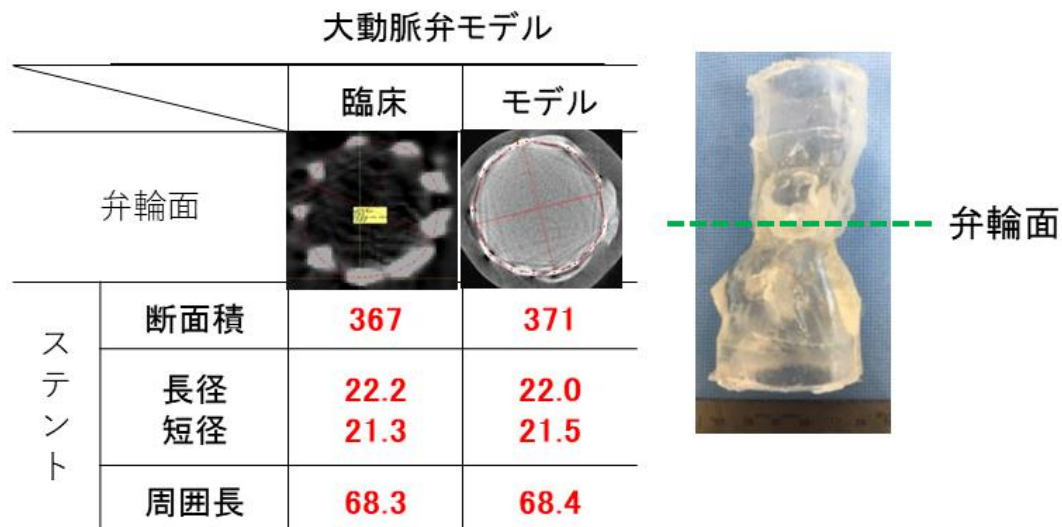 大動脈弁モデル
臨床 モデル
弁輪面
弁輪面
ステント
断面積 367 371
長径 22.2 22.0
短径 21.3 21.5
周囲長 68.3 68.4